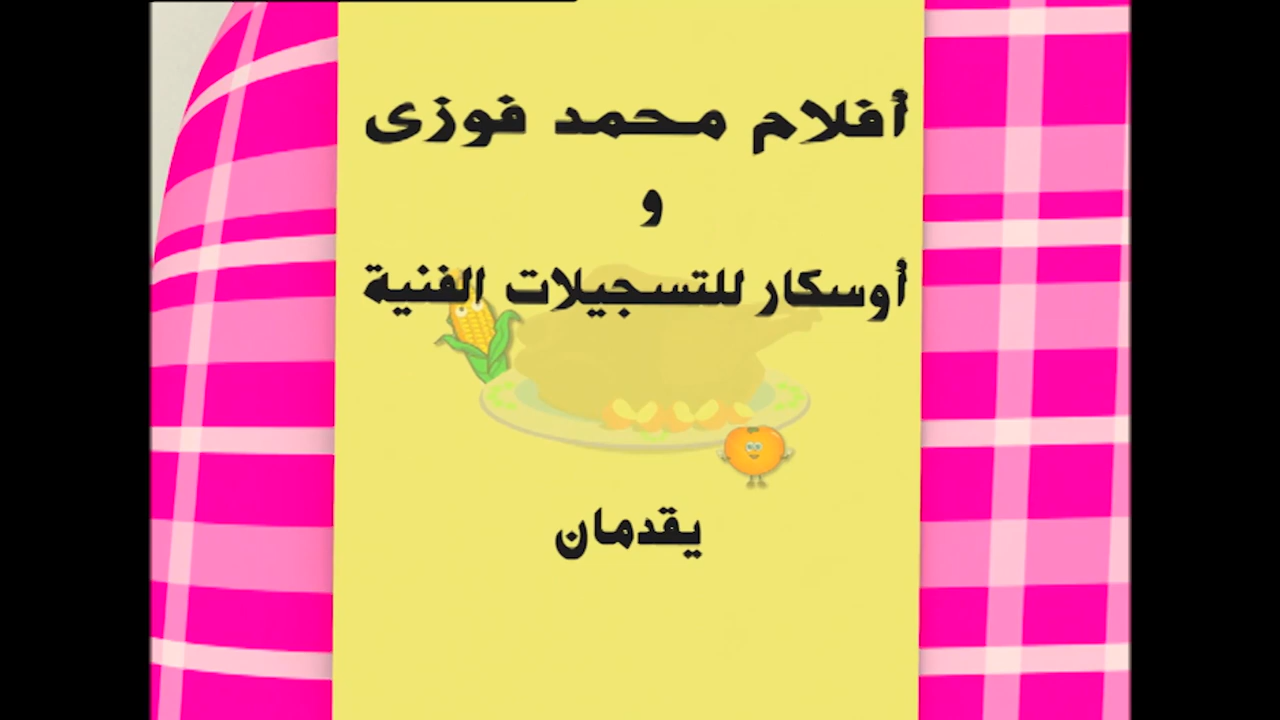 أفلام محمد فوزى
و
أوسكار للتسجيلات الفنية
يقدمان